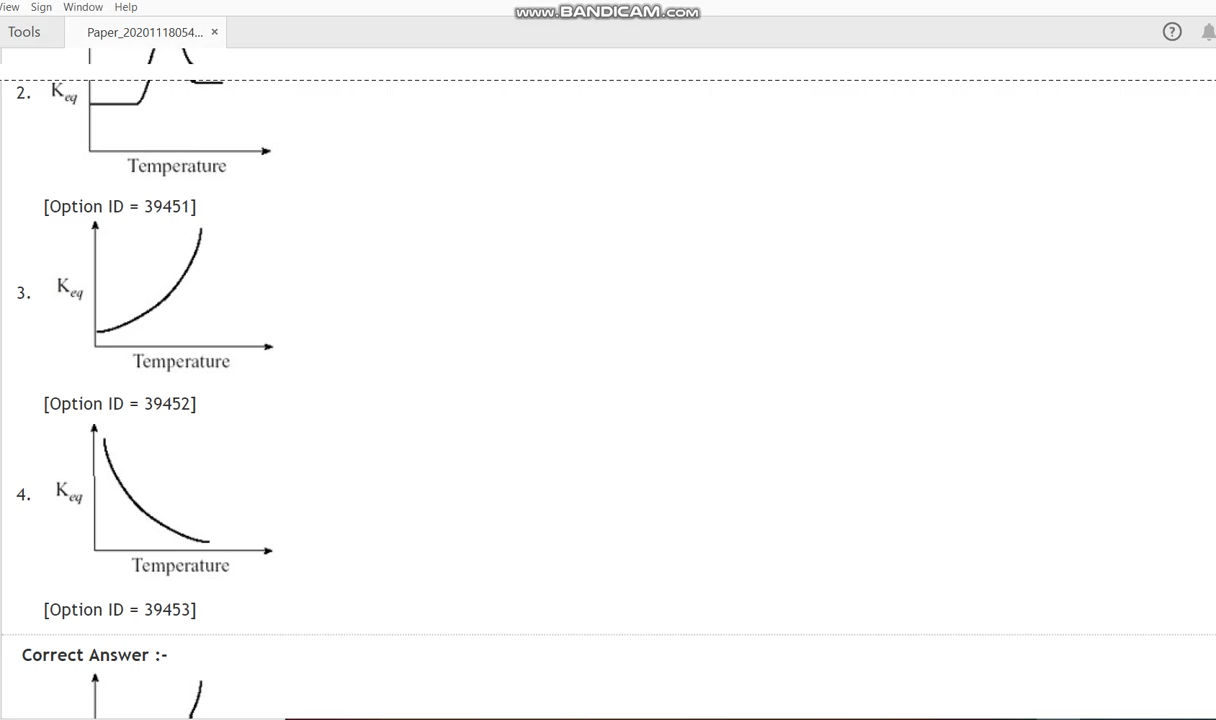 View Sign Window Help
www.BANDICAM.com
Tools Paper_20201118054... × ?
2. Keq
Temperature
[Option ID = 39451]
3. Keq
Temperature
[Option ID = 39452]
4. Keq
Temperature
[Option ID = 39453]
Correct Answer :-